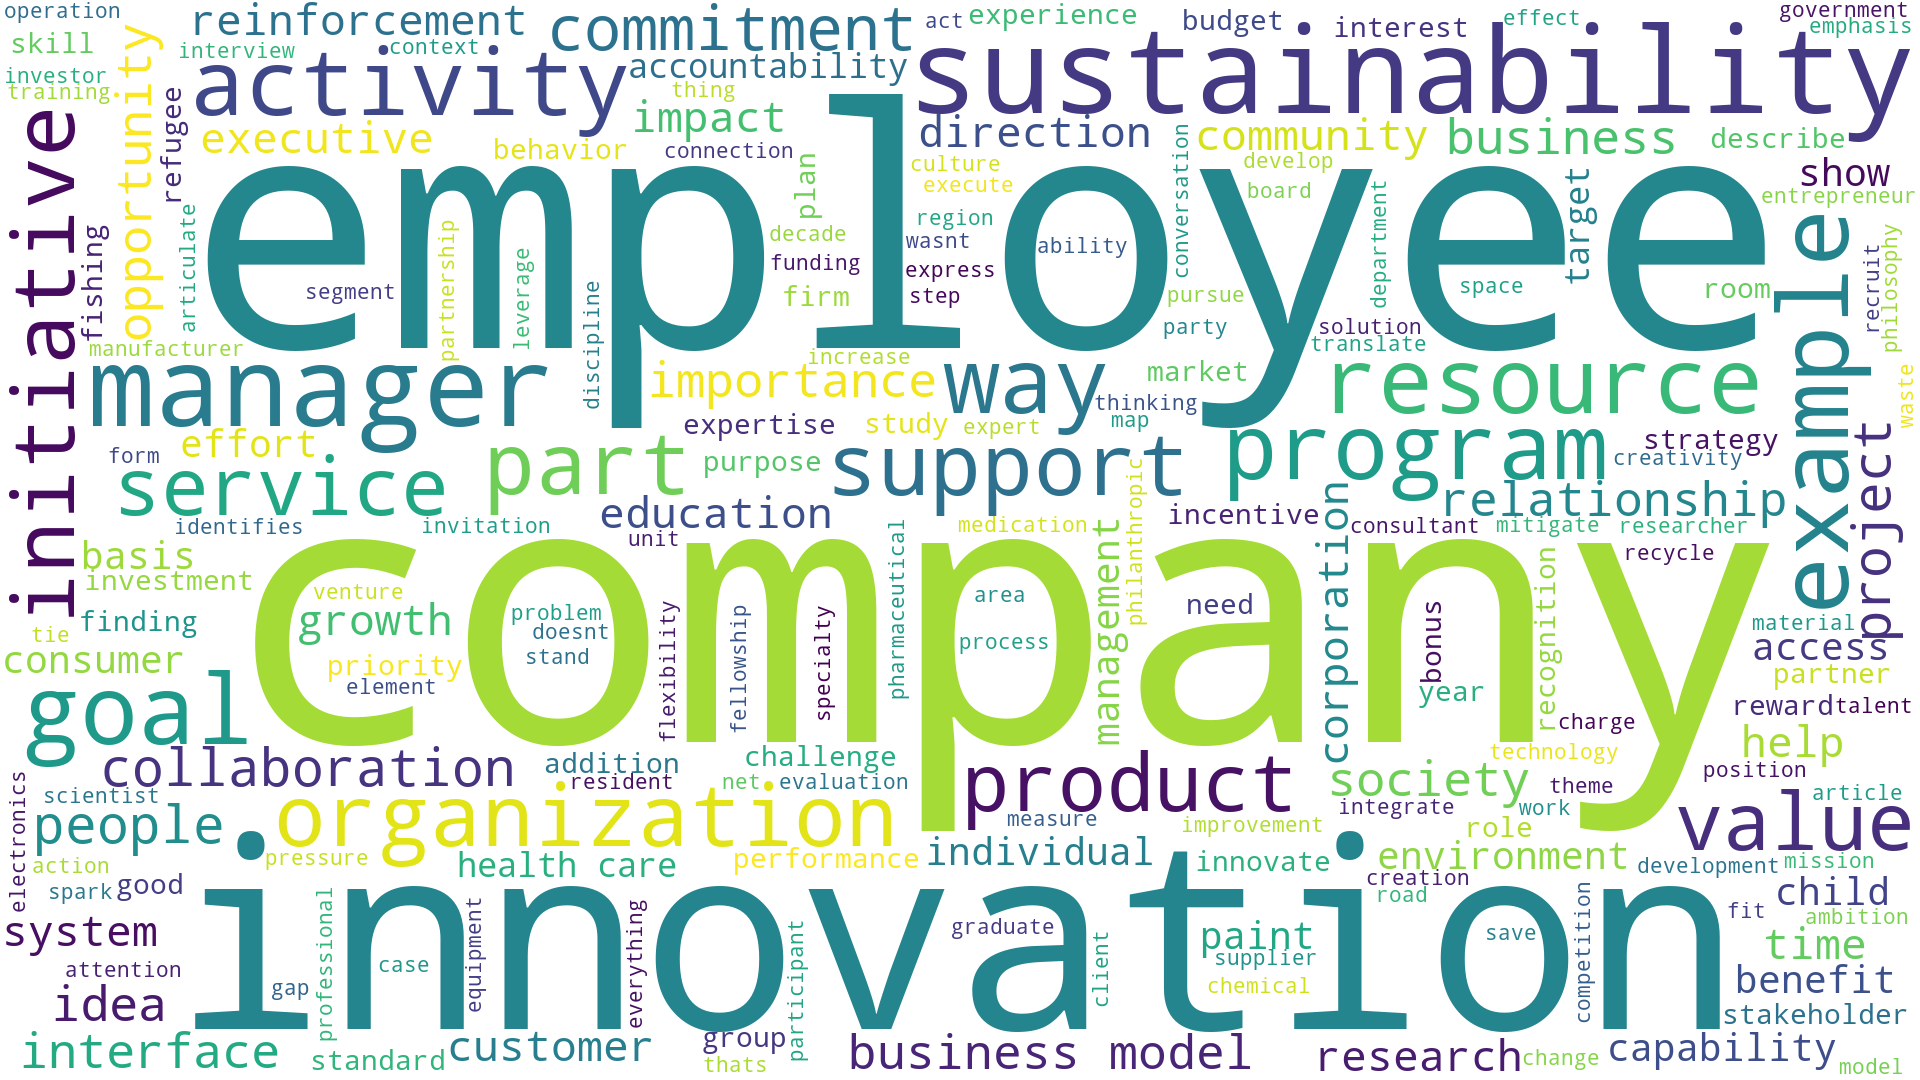 operation
reinforcement
commitment
act
experience
budget
interest
effect
government
emphasis
skill
interview
context
activity
accountability
sustainability
investor
training
opportunity
refugee
thing
impact
executive
behavior
connection
direction
culture
execute
conversation
community
develop
board
business
describe
show
entrepreneur
initiative
employee
plan
target
department
articulate
fishing
segment
partnership
leverage
discipline
decade
funding
firm
region
wasnt
express
step
ability
pursue
party
space
solution
translate
room
example
recruit
philosophy
waste
manufacturer
manager
increase
importance
way
market
thinking
map
resource
expertise
study
expert
effort
form
service
part
purpose
support
program
strategy
creativity
project
relationship
identifies
invitation
education
unit
medication
philanthropic
incentive
consultant
mitigate
researcher
recycle
basis
investment
company
pharmaceutical
management
corporation
recognition
venture
growth
problem
doesnt
stand
area
process
need
bonus
year
finding
tie
consumer
priority
element
flexibility
fellowship
specialty
material
access
partner
reward
talent
charge
goal
collaboration
addition
resident
challenge
net
evaluation
product
society
technology
theme
help
position
integrate
work
article
electronics
scientist
people
organization
measure
improvement
role
value
action
pressure
health care
performance
individual
innovate
environment
creation
road
development
mission
spark
good
innovation
child
ambition
fit
system
professional
equipment
everything
participant
graduate
client
paint
supplier
chemical
save
competition
time
attention
case
gap
idea
benefit
stakeholder
interface
standard
customer
group
thats
business model
research
change
capability
model